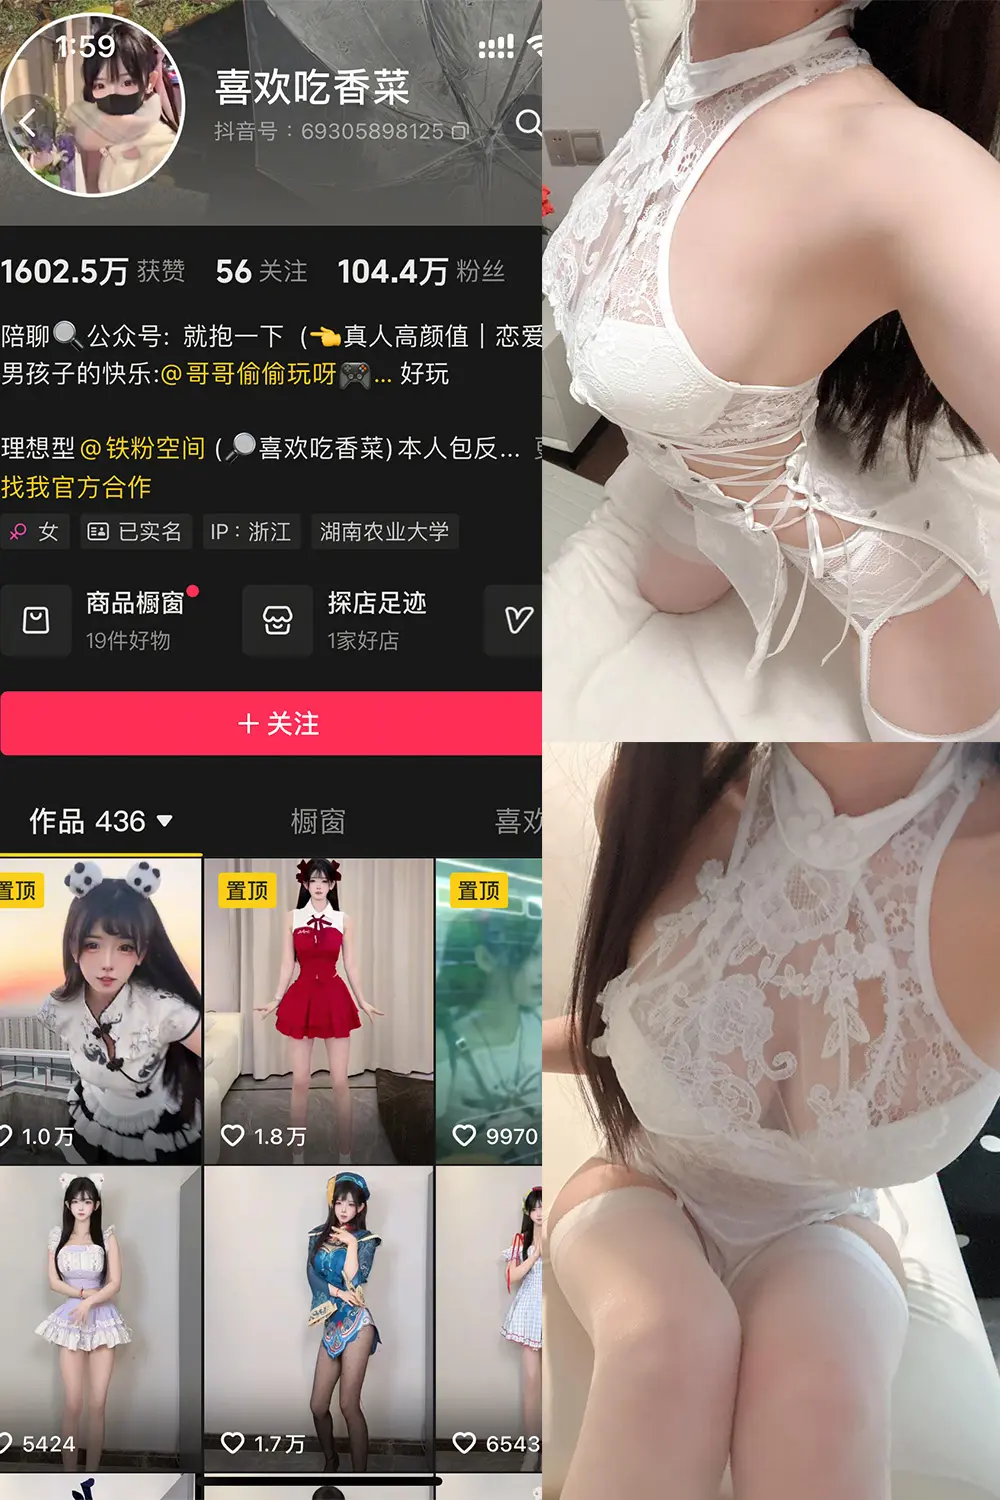 1:59
喜欢吃香菜
抖音号：69305898125
1602.5万 获赞 56 关注 104.4万 粉丝
陪聊🔍公众号：就抱一下（👈真人高颜值｜恋爱
男孩子的快乐:@哥哥偷偷玩呀🎮... 好玩
理想型@铁粉空间 (🔎喜欢吃香菜)本人包反...
找我官方合作
女 已实名 IP：浙江 湖南农业大学
商品橱窗 探店足迹
19件好物 1家好店
＋关注
作品 436 橱窗 喜欢
置顶 置顶 置顶
1.0万 1.8万 9970
5424 1.7万 6543